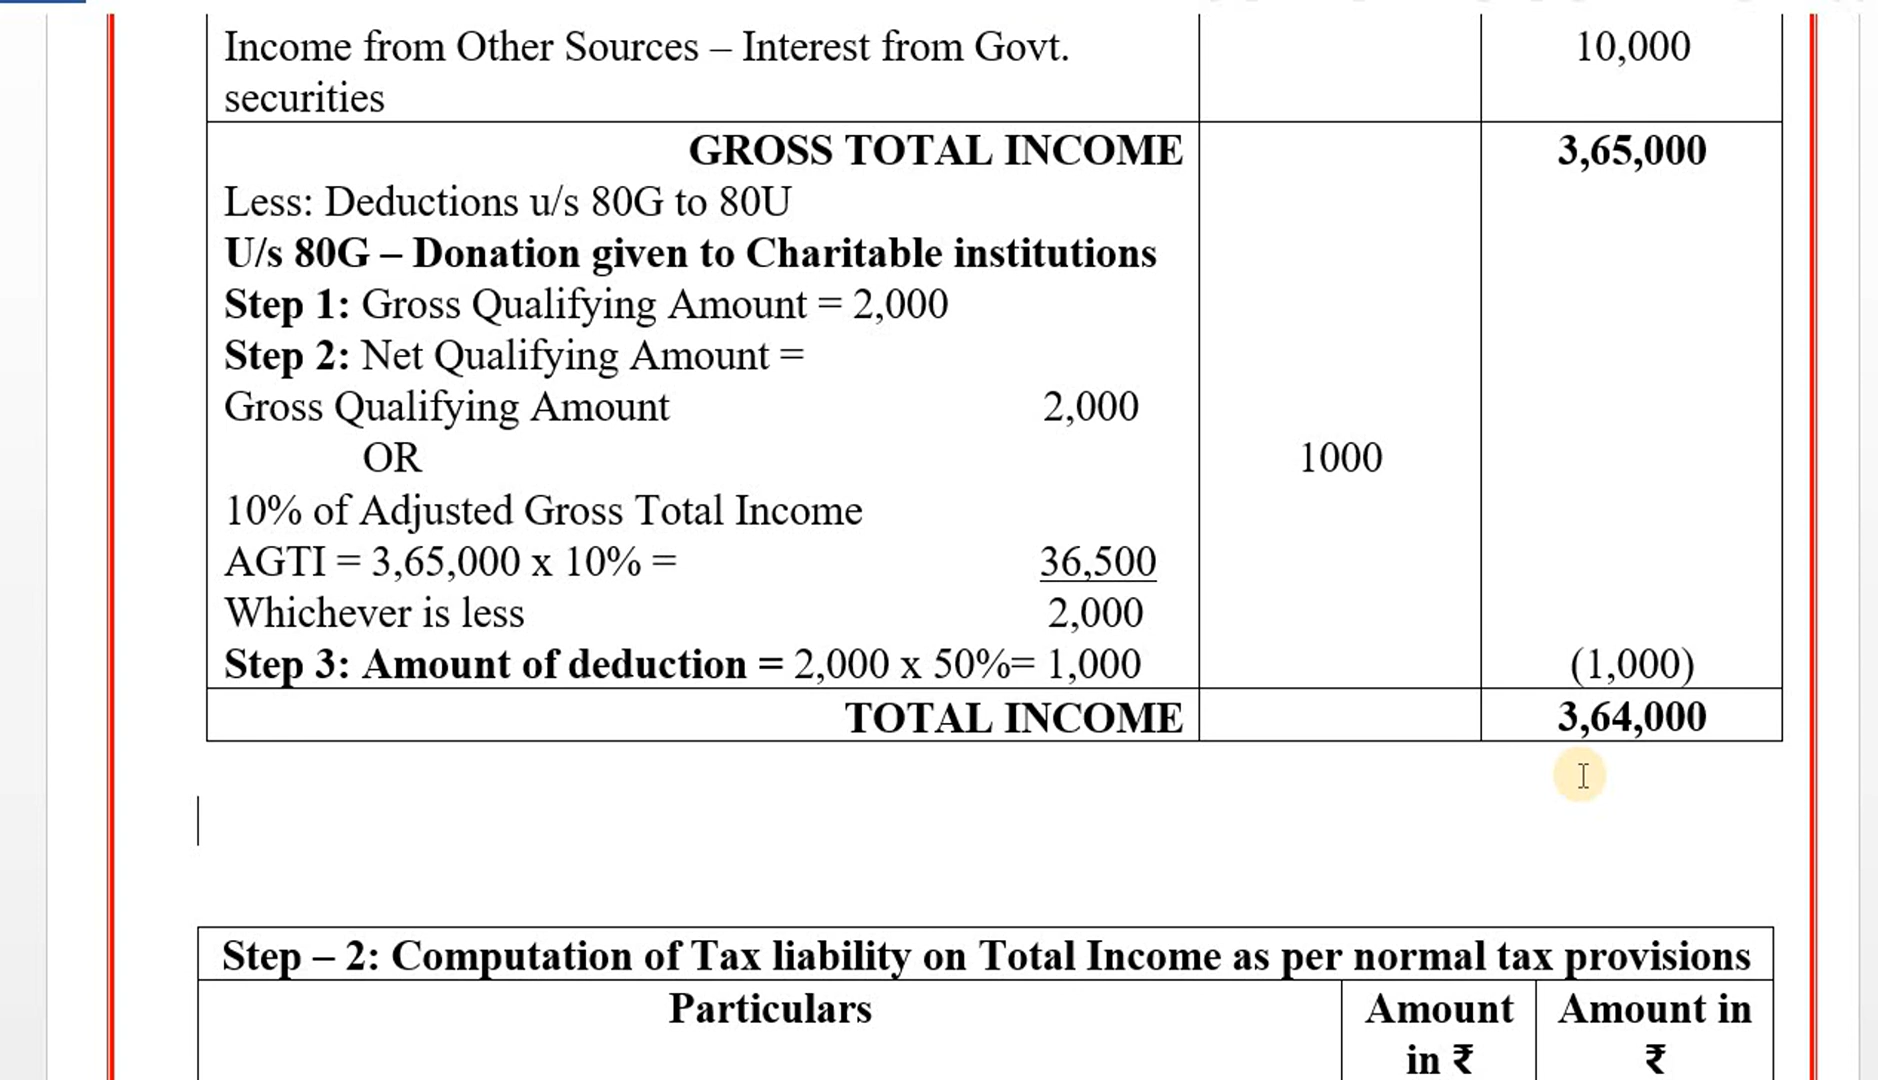 Income from Other Sources – Interest from Govt. 10,000
securities
GROSS TOTAL INCOME 3,65,000
Less: Deductions u/s 80G to 80U
U/s 80G – Donation given to Charitable institutions
Step 1: Gross Qualifying Amount = 2,000
Step 2: Net Qualifying Amount =
Gross Qualifying Amount 2,000
OR 1000
10% of Adjusted Gross Total Income
AGTI = 3,65,000 x 10% = 36,500
Whichever is less 2,000
Step 3: Amount of deduction = 2,000 x 50%= 1,000 (1,000)
TOTAL INCOME 3,64,000
Step – 2: Computation of Tax liability on Total Income as per normal tax provisions
Particulars Amount Amount in
in ₹ ₹